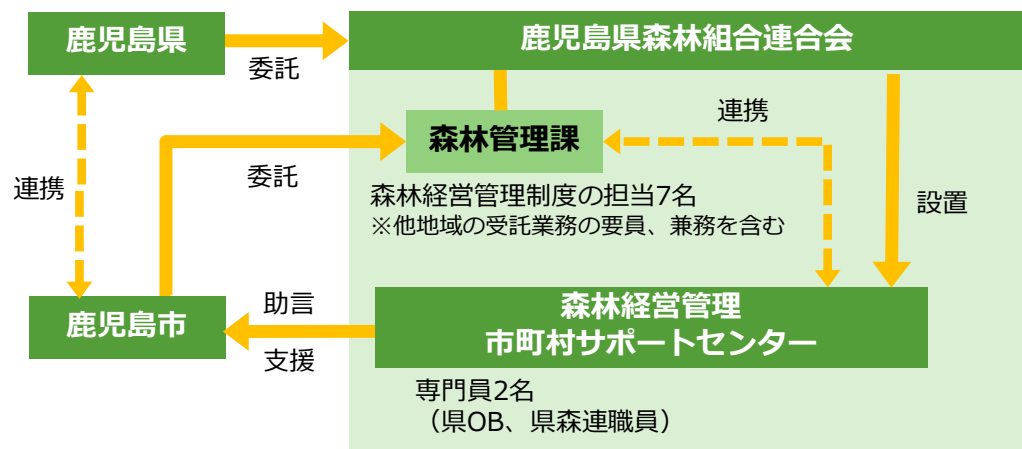 鹿児島県
委託
鹿児島県森林組合連合会
連携
委託
森林管理課
連携
森林経営管理制度の担当7名
※他地域の受託業務の要員、兼務を含む
設置
鹿児島市
助言
支援
森林経営管理
市町村サポートセンター
専門員2名
（県OB、県森連職員）